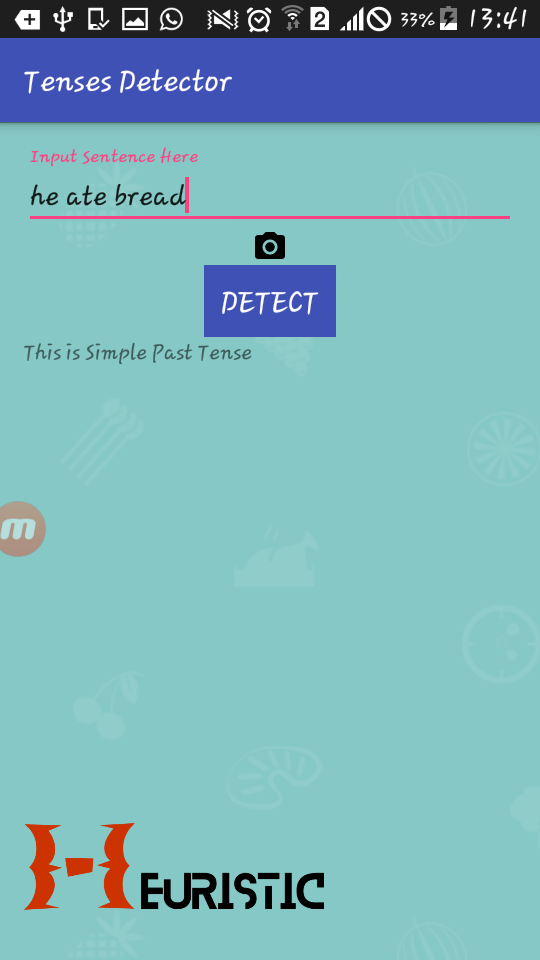 2 33% 13:41
Tenses Detector
Input Sentence Here
he ate bread
DETECT
This is Simple Past Tense
m
HEURISTIC